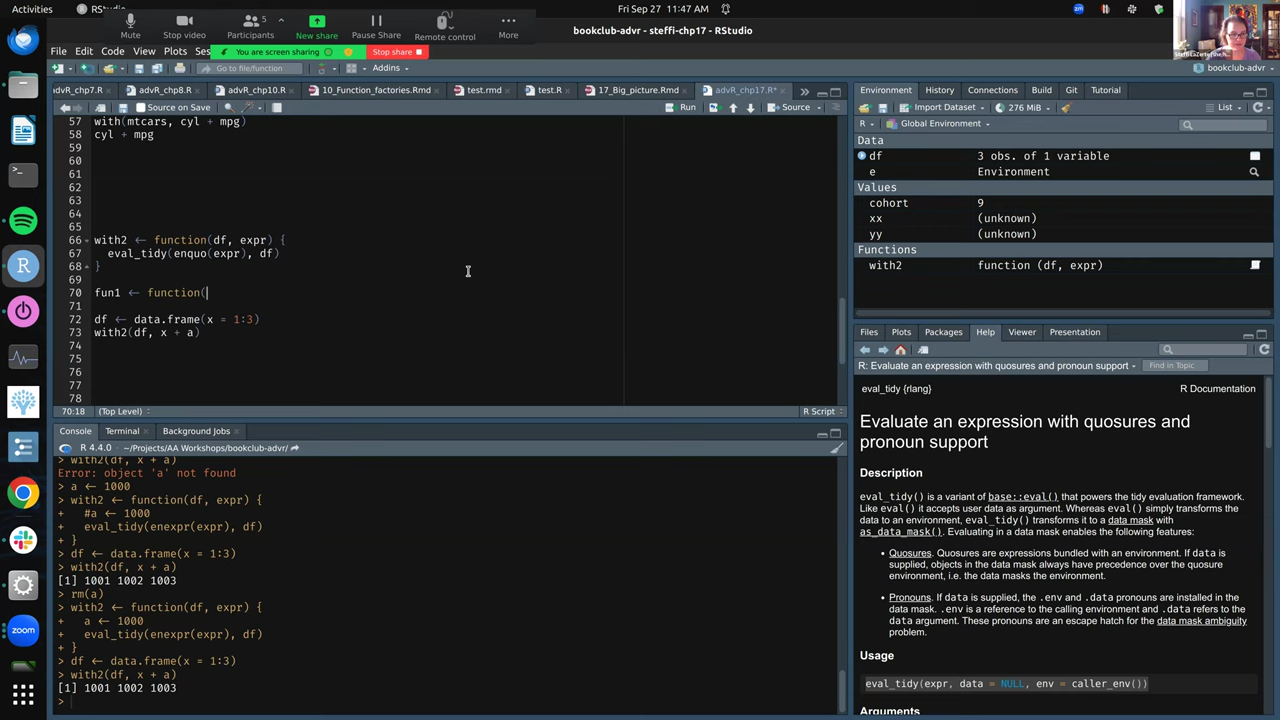 Activities
RStudio
Fri Sep 27 11:47 AM
Mute
Stop video
5
Participants
New share
Pause Share
Remote control
More
bookclub-advr - steffi-chp17 - RStudio
File Edit Code View Plots Ses
You are screen sharing
Stop share
Go to file/function
Addins
bookclub-advr
advR_chp7.R
advR_chp8.R
advR_chp10.R
10_Function_factories.Rmd
test.rmd
test.R
17_Big_picture.Rmd
advR_chp17.R*
Source on Save
Run
Source
57 with(mtcars, cyl + mpg)
58 cyl + mpg
59
60
61
62
63
64
65
66 with2 ← function(df, expr) {
67 eval_tidy(enquo(expr), df)
68 }
69
70 fun1 ← function(
71
72 df ← data.frame(x = 1:3)
73 with2(df, x + a)
74
75
76
77
78
70:18 (Top Level)
R Script
Console Terminal Background Jobs
R 4.4.0 · ~/Projects/AA Workshops/bookclub-advr/
> with2(df, x + a)
Error: object 'a' not found
> a ← 1000
> with2 ← function(df, expr) {
+ #a ← 1000
+ eval_tidy(enexpr(expr), df)
+ }
> df ← data.frame(x = 1:3)
> with2(df, x + a)
[1] 1001 1002 1003
> rm(a)
> with2 ← function(df, expr) {
+ a ← 1000
+ eval_tidy(enexpr(expr), df)
+ }
> df ← data.frame(x = 1:3)
> with2(df, x + a)
[1] 1001 1002 1003
>
Environment History Connections Build Git Tutorial
Import Dataset
276 MiB
List
R
Global Environment
Data
df 3 obs. of 1 variable
e Environment
Values
cohort 9
xx (unknown)
yy (unknown)
Functions
with2 function (df, expr)
Files Plots Packages Help Viewer Presentation
R: Evaluate an expression with quosures and pronoun support
Find in Topic
eval_tidy {rlang}
R Documentation
Evaluate an expression with quosures and
pronoun support
Description
eval_tidy() is a variant of base::eval() that powers the tidy evaluation framework.
Like eval() it accepts user data as argument. Whereas eval() simply transforms the
data to an environment, eval_tidy() transforms it to a data mask with
as_data_mask(). Evaluating in a data mask enables the following features:
• Quosures. Quosures are expressions bundled with an environment. If data is
supplied, objects in the data mask always have precedence over the quosure
environment, i.e. the data masks the environment.
• Pronouns. If data is supplied, the .env and .data pronouns are installed in the
data mask. .env is a reference to the calling environment and .data refers to the
data argument. These pronouns are an escape hatch for the data mask ambiguity
problem.
Usage
eval_tidy(expr, data = NULL, env = caller_env())
Arguments
zoom